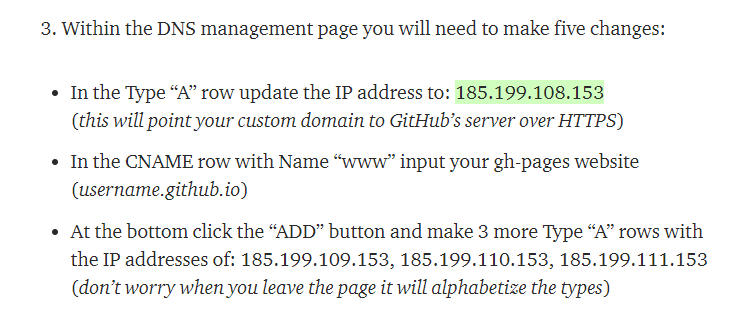 3. Within the DNS management page you will need to make five changes:
• In the Type “A” row update the IP address to: 185.199.108.153
(this will point your custom domain to GitHub’s server over HTTPS)
• In the CNAME row with Name “www” input your gh-pages website
(username.github.io)
• At the bottom click the “ADD” button and make 3 more Type “A” rows with
the IP addresses of: 185.199.109.153, 185.199.110.153, 185.199.111.153
(don’t worry when you leave the page it will alphabetize the types)